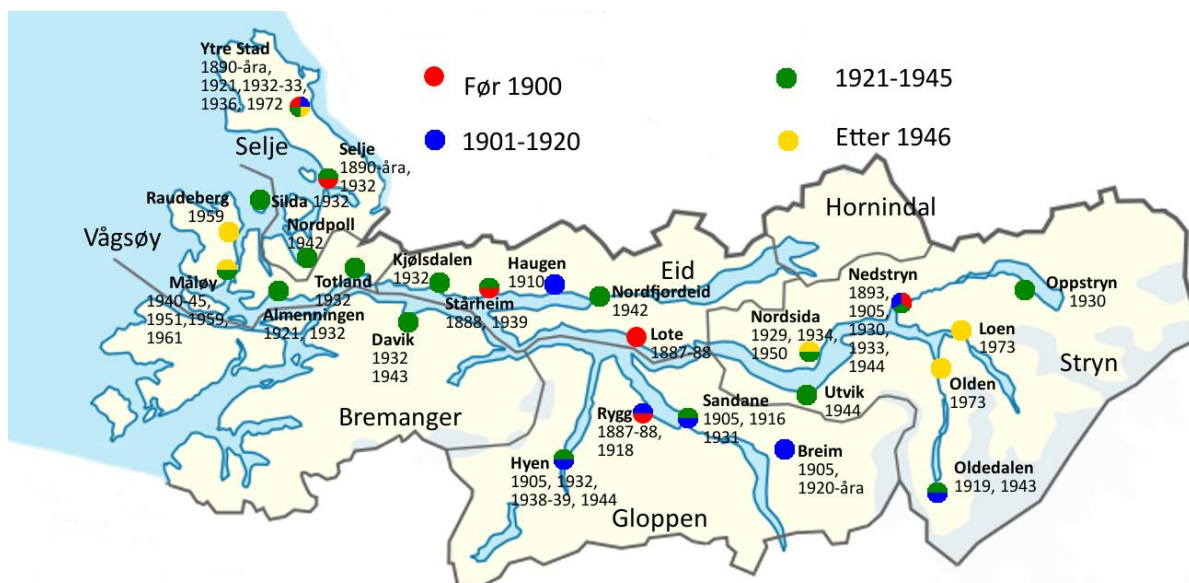 Ytre Stad
1890-åra,
1921,1932-33,
1936, 1972
Før 1900
1901-1920
1921-1945
Etter 1946
Selje
Selje
1890-åra,
1932
Raudeberg
1959
Silda 1932
Vågsøy
Nordpoll
1942
Måløy
1940-45,
1951,1959,
1961
Totland
1932
Almenningen
1921, 1932
Kjølsdalen
1932
Stårheim
1888, 1939
Haugen
1910
Eid
Nordfjordeid
1942
Hornindal
Davik
1932
1943
Bremanger
Lote
1887-88
Nordsida
1929, 1934,
1950
Nedstryn
1893,
1905,
1930,
1933,
1944
Oppstryn
1930
Loen
1973
Stryn
Olden
1973
Utvik
1944
Rygg
1887-88,
1918
Sandane
1905, 1916
1931
Hyen
1905, 1932,
1938-39, 1944
Breim
1905,
1920-åra
Gloppen
Oldedalen
1919, 1943